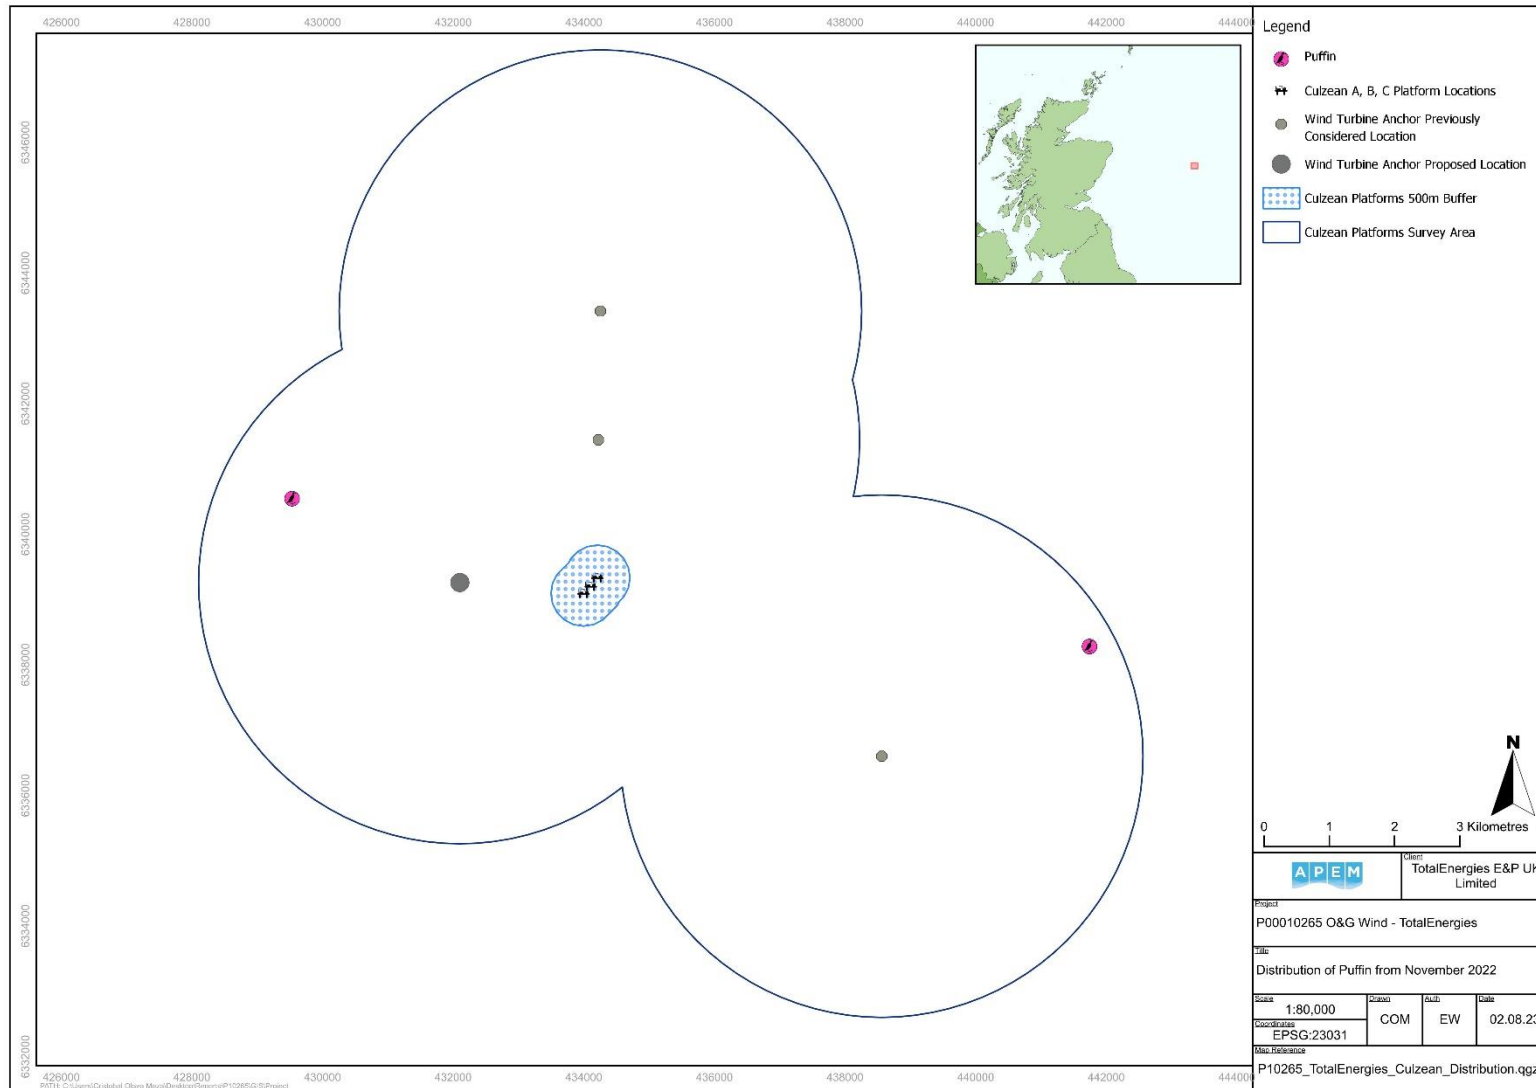 426000 428000 430000 432000 434000 436000 438000 440000 442000 444000
6346000
6344000
6342000
6340000
6338000
6336000
6334000
6332000
426000 428000 430000 432000 434000 436000 438000 440000 442000 444000
Legend
Puffin
Culzean A, B, C Platform Locations
Wind Turbine Anchor Previously
Considered Location
Wind Turbine Anchor Proposed Location
Culzean Platforms 500m Buffer
Culzean Platforms Survey Area
N
0 1 2 3 Kilometres
APEM
Client
TotalEnergies E&P UK
Limited
Project
P00010265 O&G Wind - TotalEnergies
Title
Distribution of Puffin from November 2022
Scale
1:80,000
Coordinates
EPSG:23031
Drawn
COM
Auth
EW
Date
02.08.23
Map Reference
P10265_TotalEnergies_Culzean_Distribution.qgz